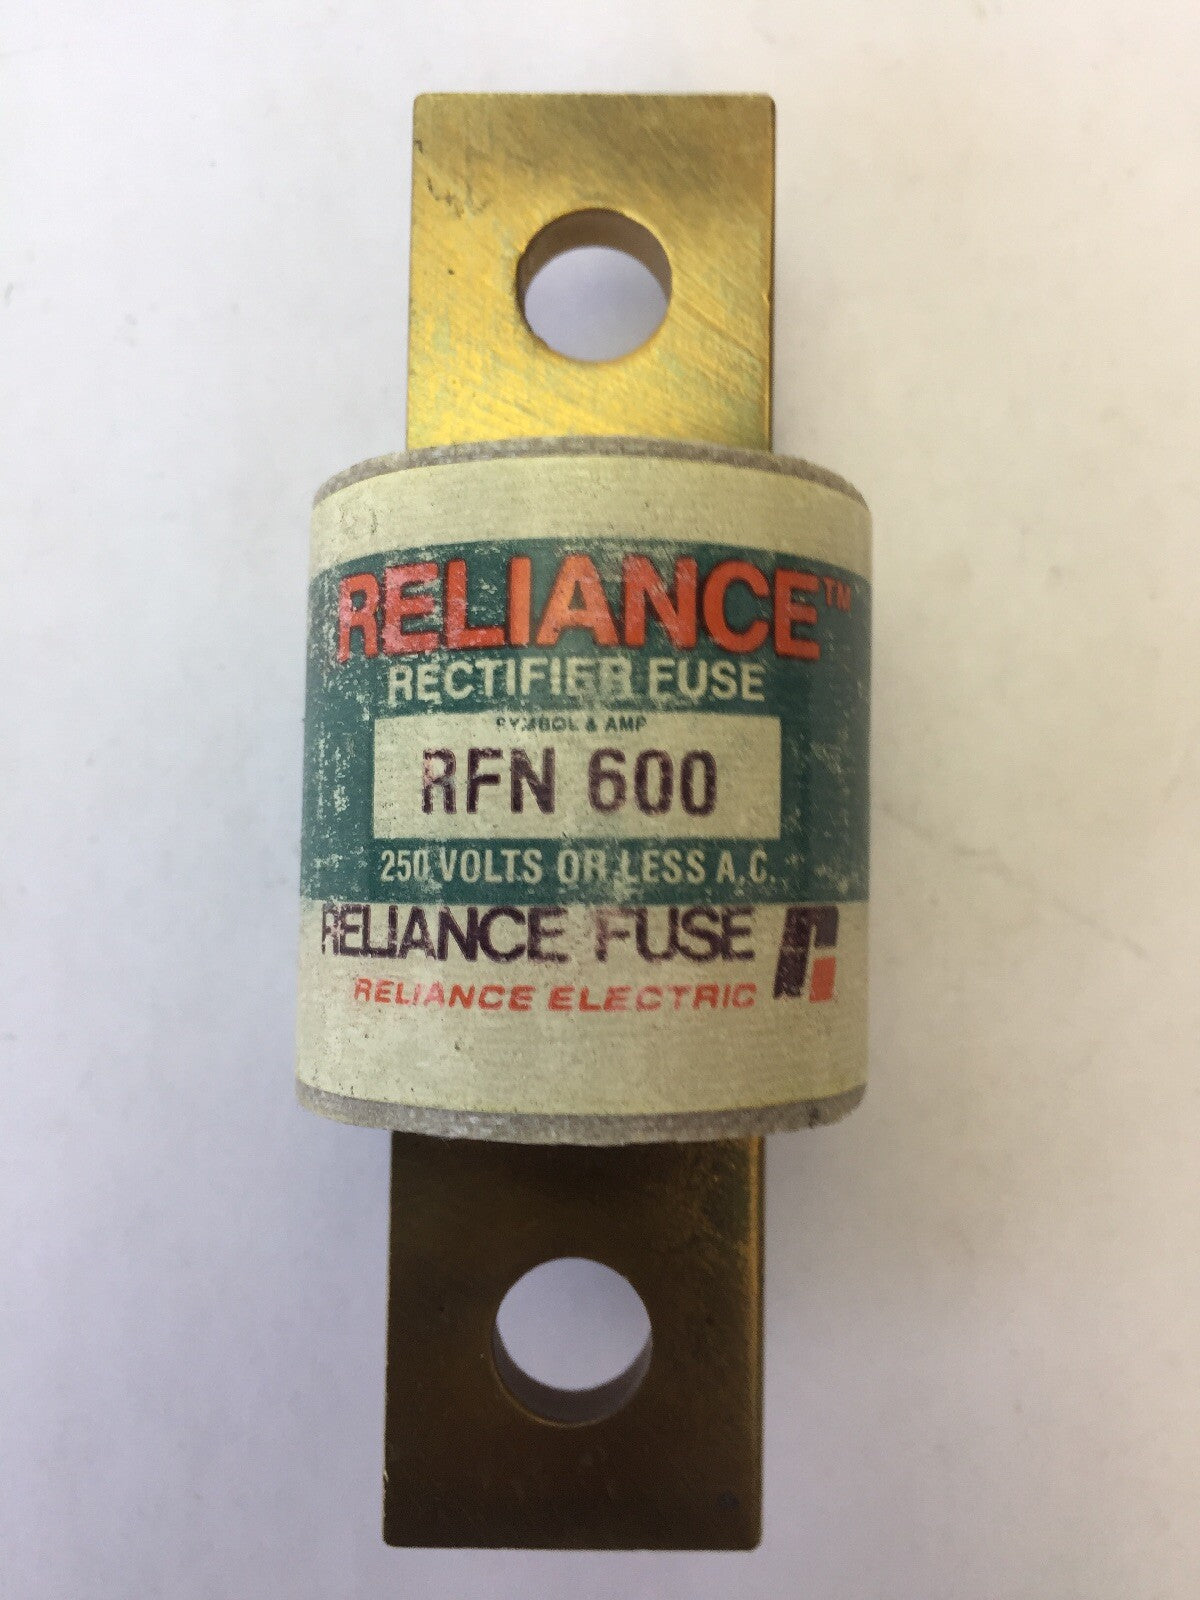 RELIANCE™
RECTIFIER FUSE
SYMBOL & AMP
RFN 600
250 VOLTS OR LESS A.C.
RELIANCE FUSE
RELIANCE ELECTRIC